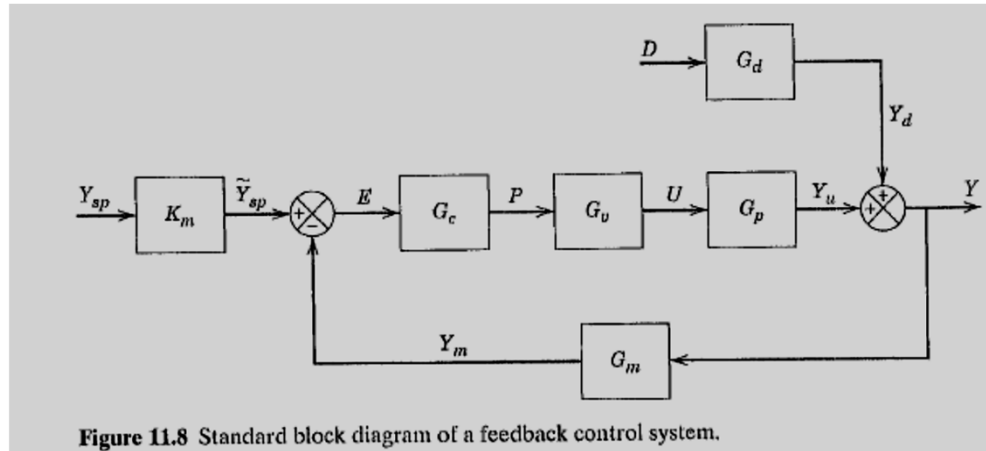 D
G_d
Y_d
Y_sp
K_m
Ỹ_sp
+
−
E
G_c
P
G_v
U
G_p
Y_u
+
+
Y
Y_m
G_m
Figure 11.8 Standard block diagram of a feedback control system.